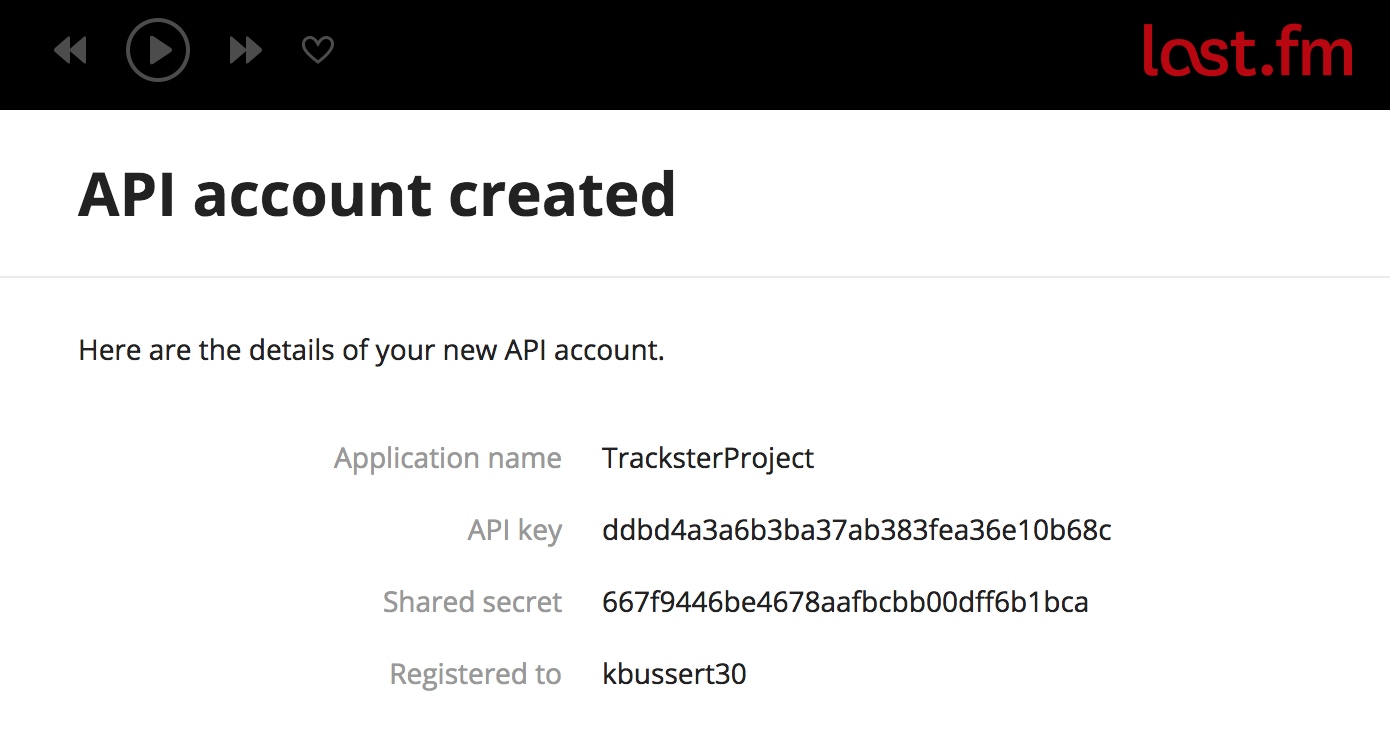 last.fm
API account created
Here are the details of your new API account.
Application name TracksterProject
API key ddbd4a3a6b3ba37ab383fea36e10b68c
Shared secret 667f9446be4678aafbcbb00dff6b1bca
Registered to kbussert30